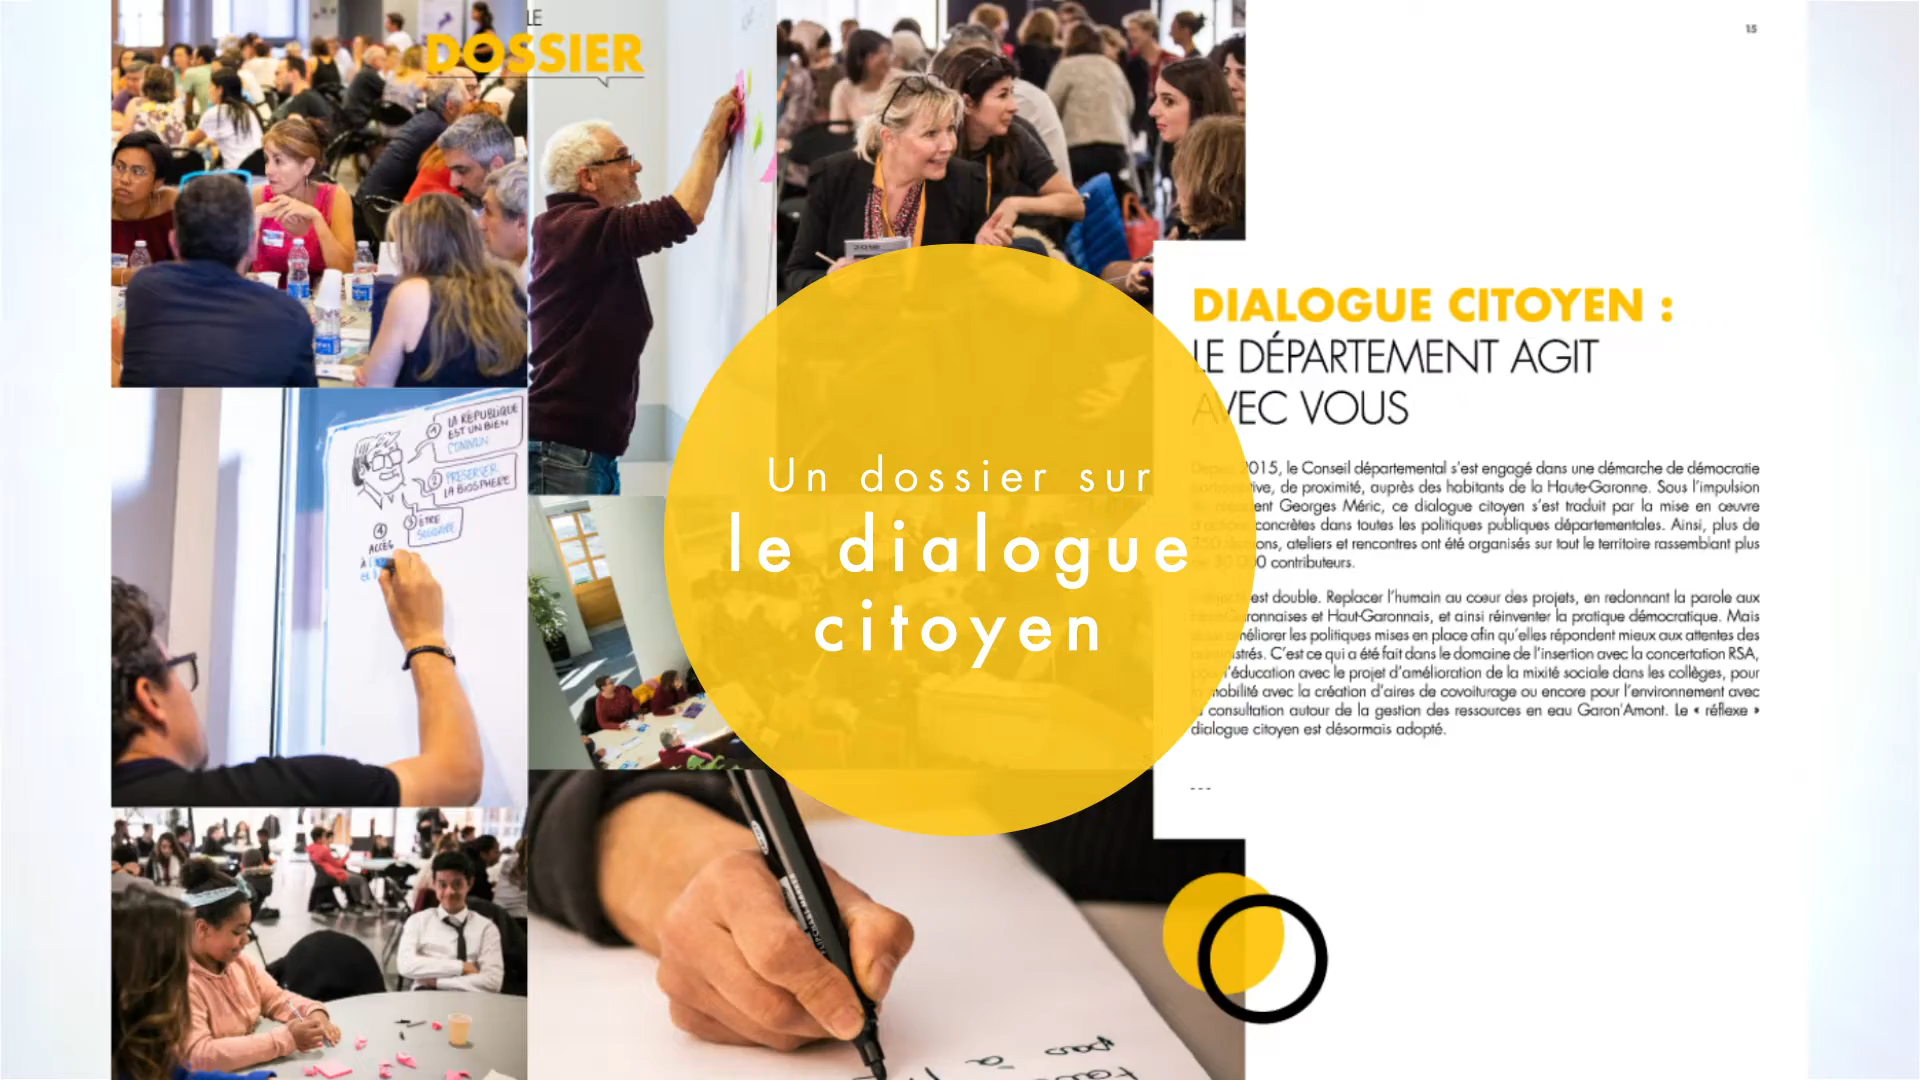 LE
DOSSIER
15
LA RÉPUBLIQUE
EST UN BIEN
COMMUN
PRÉSERVER
LA BIOSPHÈRE
ÊTRE
SOLIDAIRE
ACCÈS
à
2018
Un dossier sur
le dialogue
citoyen
DIALOGUE CITOYEN :
LE DÉPARTEMENT AGIT
AVEC VOUS
2015, le Conseil départemental s'est engagé dans une démarche de démocratie
de proximité, auprès des habitants de la Haute-Garonne. Sous l'impulsion
Georges Méric, ce dialogue citoyen s'est traduit par la mise en œuvre
concrètes dans toutes les politiques publiques départementales. Ainsi, plus de
ateliers et rencontres ont été organisés sur tout le territoire rassemblant plus
contributeurs.
est double. Replacer l'humain au cœur des projets, en redonnant la parole aux
et Haut-Garonnais, et ainsi réinventer la pratique démocratique. Mais
améliorer les politiques mises en place afin qu'elles répondent mieux aux attentes des
C'est ce qui a été fait dans le domaine de l'insertion avec la concertation RSA,
pour l'éducation avec le projet d'amélioration de la mixité sociale dans les collèges, pour
la mobilité avec la création d'aires de covoiturage ou encore pour l'environnement avec
la consultation autour de la gestion des ressources en eau Garon'Amont. Le « réflexe »
dialogue citoyen est désormais adopté.
---
pas à